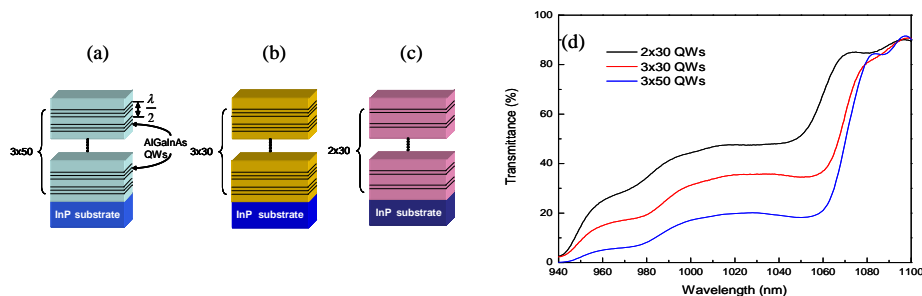 (a)
(b)
(c)
(d)
λ
2
3x50
AlGaInAs
QWs
InP substrate
3x30
InP substrate
2x30
InP substrate
2x30 QWs
3x30 QWs
3x50 QWs
Transmittance (%)
100
80
60
40
20
0
940 960 980 1000 1020 1040 1060 1080 1100
Wavelength (nm)